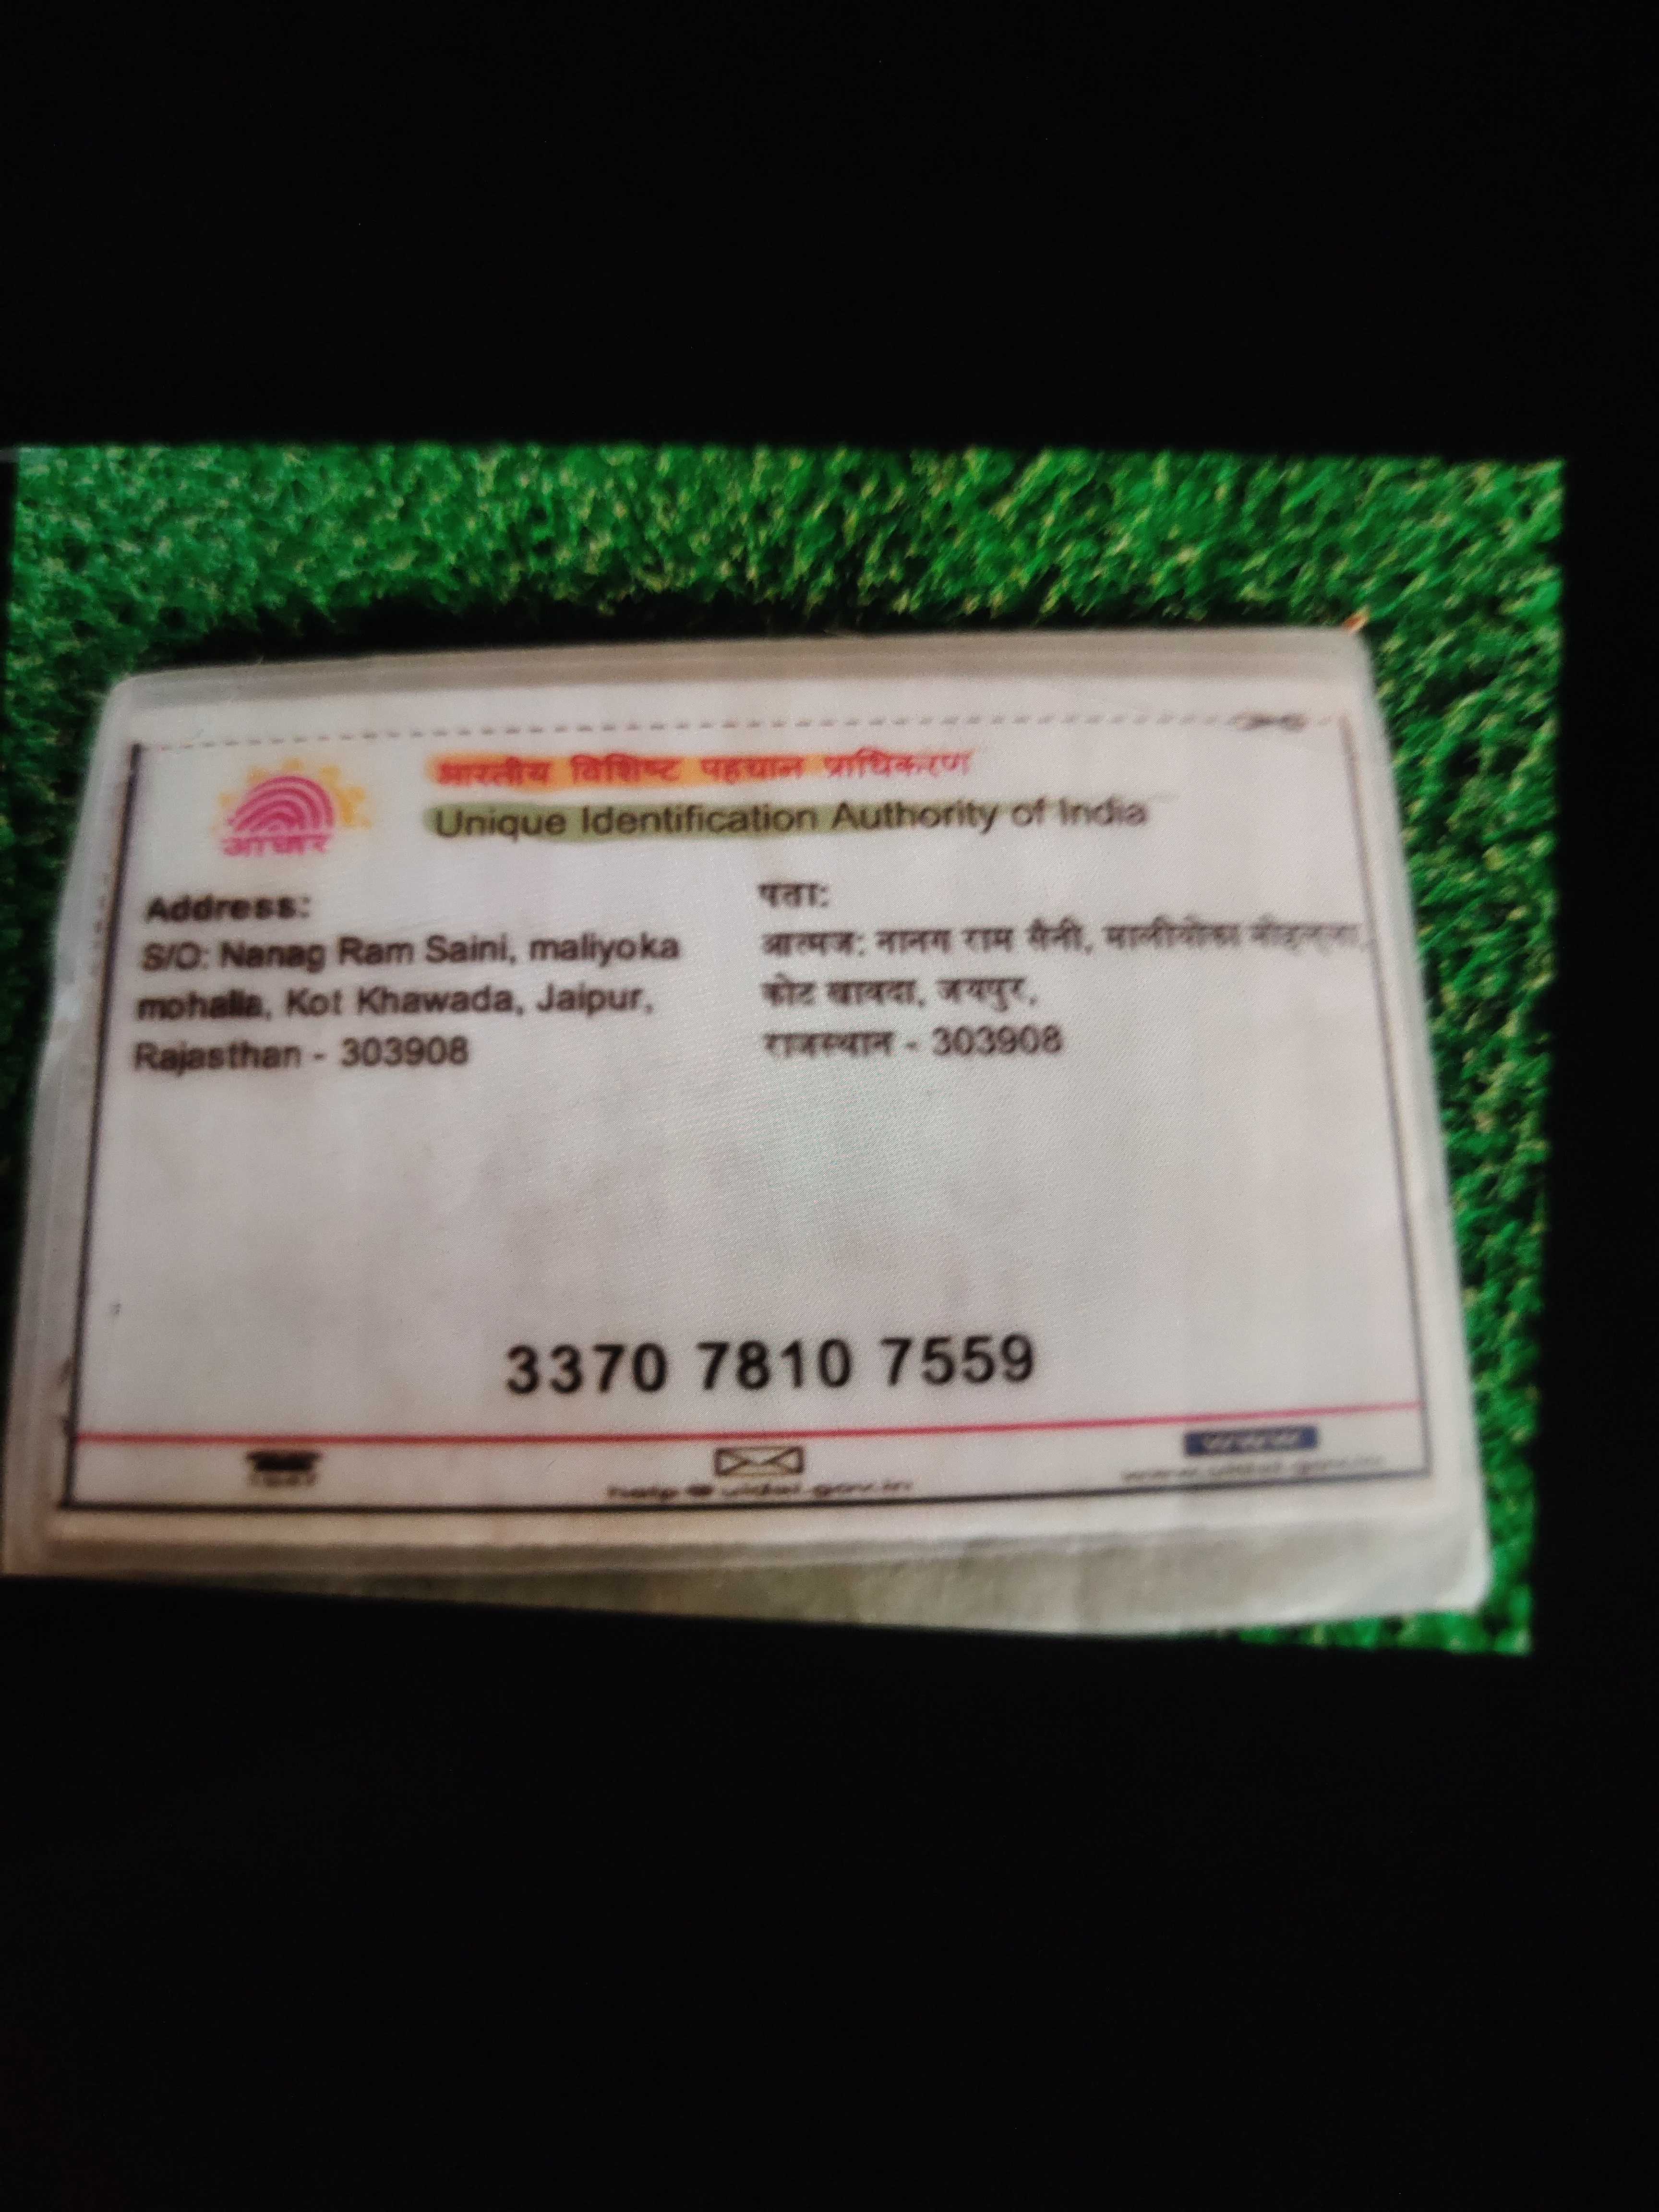 भारतीय विशिष्ट पहचान प्राधिकरण
Unique Identification Authority of India
आधार
Address:
S/O: Nanag Ram Saini, maliyoka
mohalla, Kot Khawada, Jaipur,
Rajasthan - 303908
पता:
आत्मज: नानग राम सैनी, मालीयोका
कोट खावदा, जयपुर,
राजस्थान - 303908
3370 7810 7559
help@uidai.gov.in
www
www.uidai.gov.in